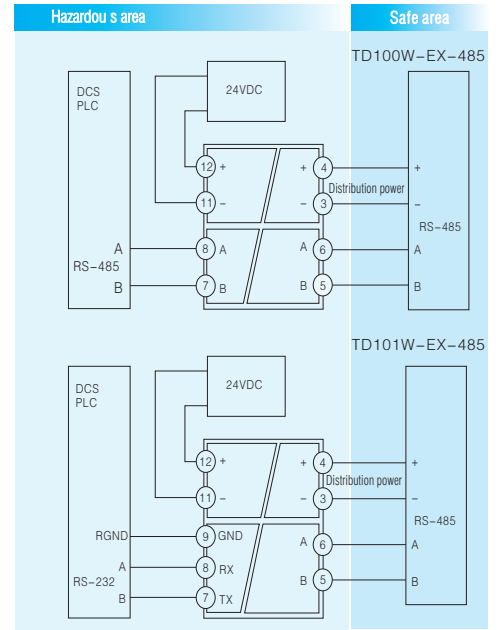 Hazardou s area
Safe area
TD100W-EX-485
DCS
PLC
24VDC
12 +
+ 4
+
Distribution power
11 −
− 3
−
RS-485
A
8 A
A 6
A
RS-485
B
7 B
B 5
B
TD101W-EX-485
DCS
PLC
24VDC
12 +
+ 4
+
Distribution power
11 −
− 3
−
RS-485
RGND
9 GND
A 6
A
A
8 RX
RS-232
B 5
B
B
7 TX